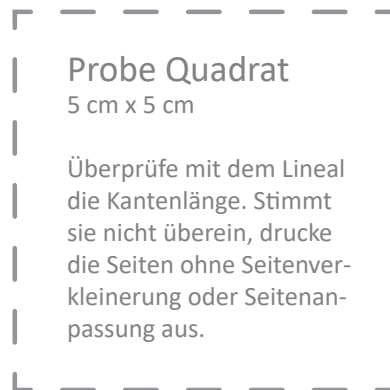 Probe Quadrat
5 cm x 5 cm
Überprüfe mit dem Lineal
die Kantenlänge. Stimmt
sie nicht überein, drucke
die Seiten ohne Seitenver-
kleinerung oder Seitenan-
passung aus.